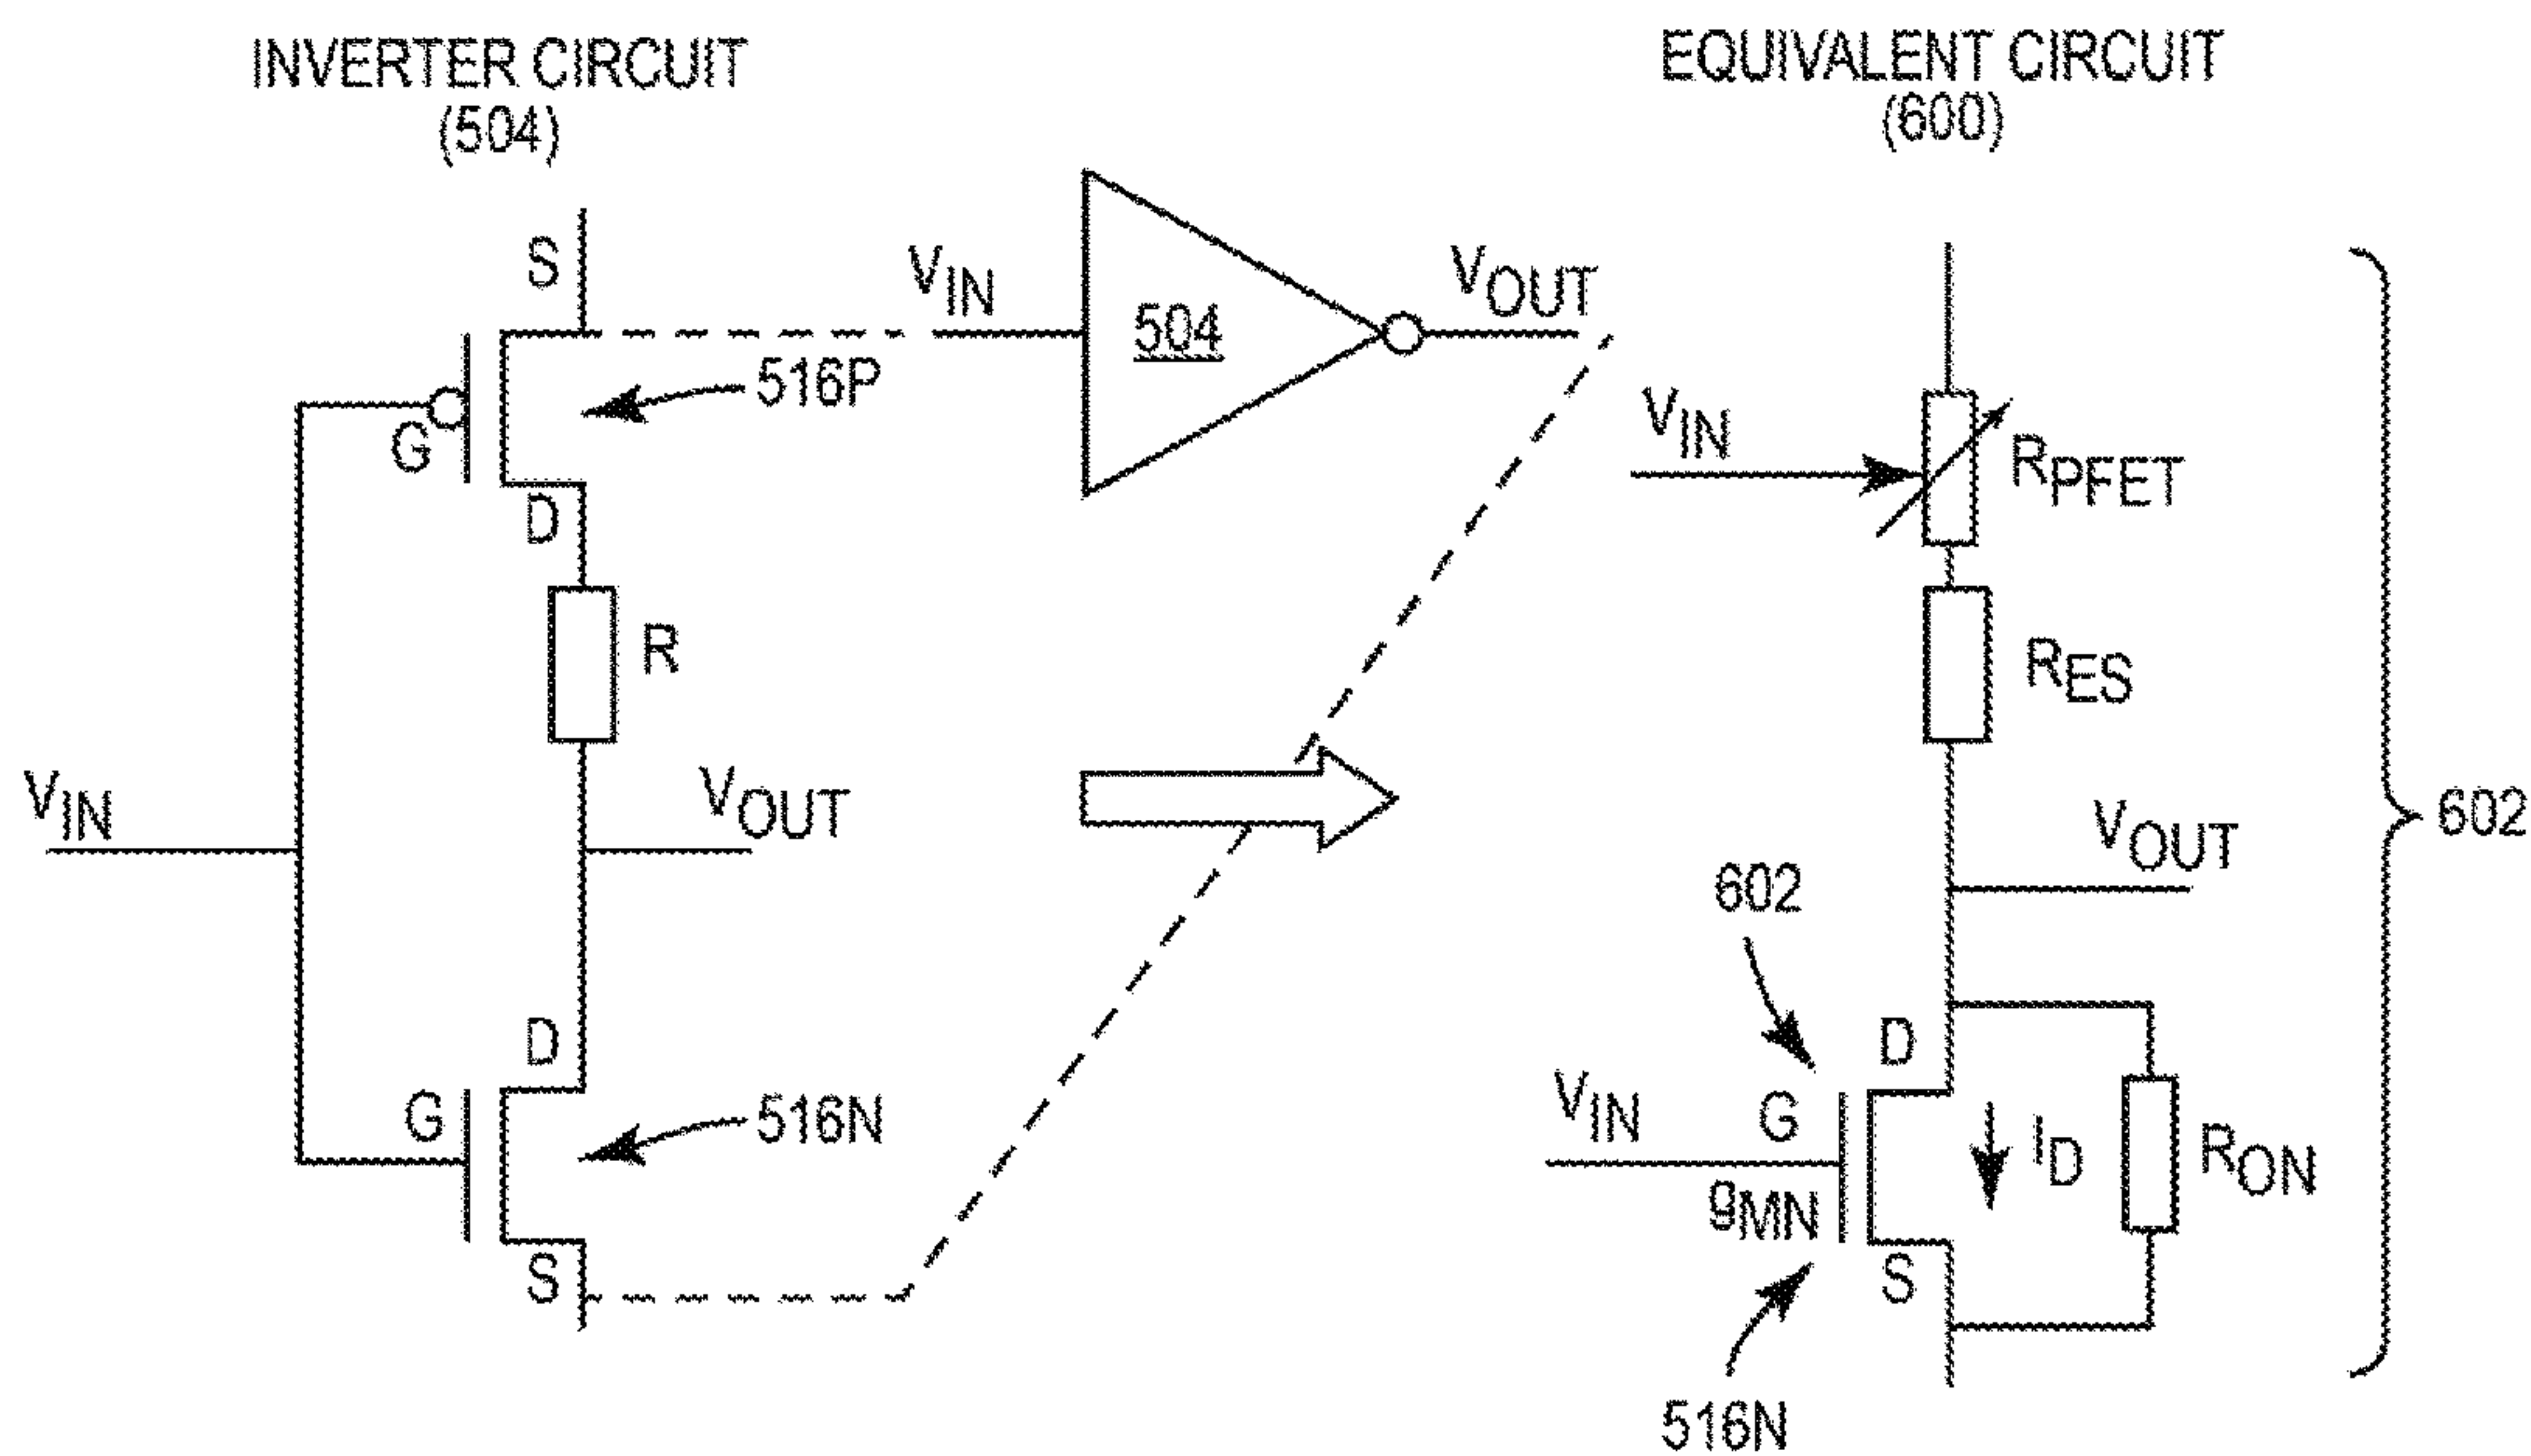 INVERTER CIRCUIT
(504)
S
G
516P
D
R
VIN
VOUT
D
G
516N
S
VIN
504
VOUT
EQUIVALENT CIRCUIT
(600)
VIN
RPFET
RES
VOUT
602
602
D
VIN
G
gMN
ID
RON
S
516N